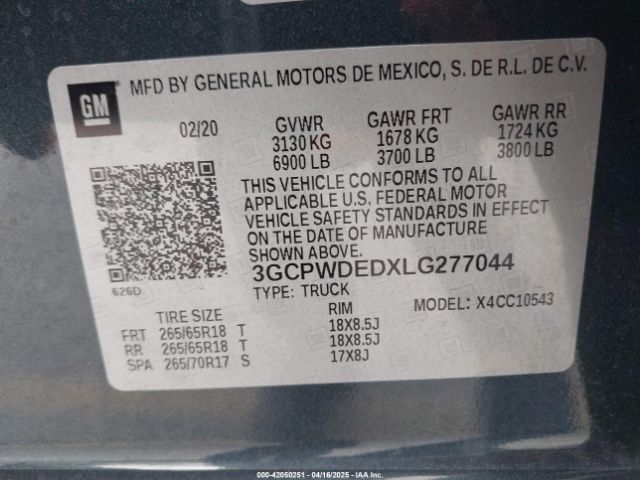 GM
MFD BY GENERAL MOTORS DE MEXICO, S. DE R.L. DE C.V.
02/20 GVWR GAWR FRT GAWR RR
3130 KG 1678 KG 1724 KG
6900 LB 3700 LB 3800 LB
THIS VEHICLE CONFORMS TO ALL
APPLICABLE U.S. FEDERAL MOTOR
VEHICLE SAFETY STANDARDS IN EFFECT
ON THE DATE OF MANUFACTURE
SHOWN ABOVE.
3GCPWDEDXLG277044
626D
TYPE: TRUCK MODEL: X4CC10543
TIRE SIZE RIM
FRT 265/65R18 T 18X8.5J
RR 265/65R18 T 18X8.5J
SPA 265/70R17 S 17X8J
000-42050251 - 04/16/2025 - IAA Inc.